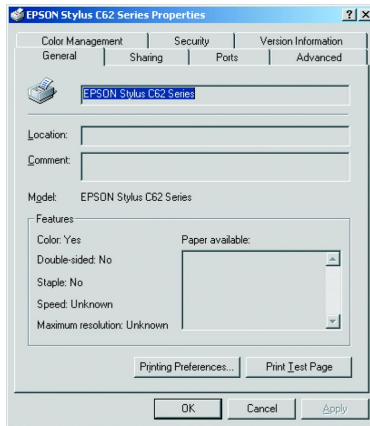 EPSON Stylus C62 Series Properties
Color Management Security Version Information
General Sharing Ports Advanced
EPSON Stylus C62 Series
Location:
Comment:
Model: EPSON Stylus C62 Series
Features
Color: Yes Paper available:
Double-sided: No
Staple: No
Speed: Unknown
Maximum resolution: Unknown
Printing Preferences... Print Test Page
OK Cancel Apply